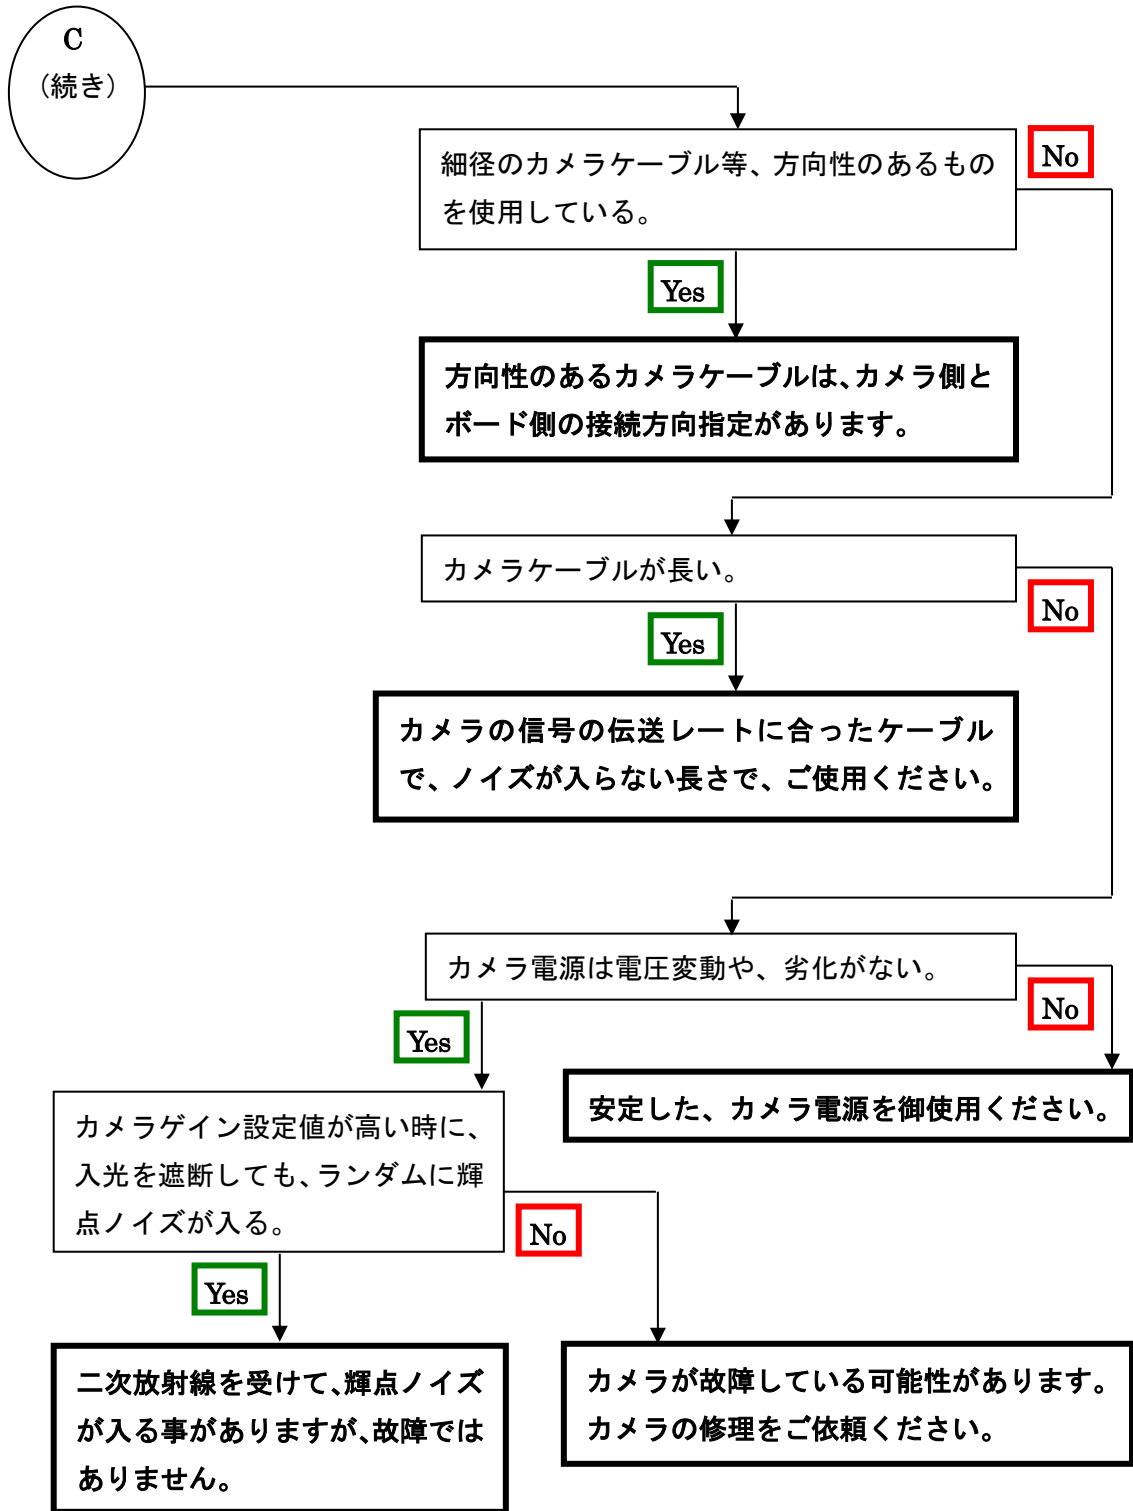 C
（続き）
細径のカメラケーブル等、方向性のあるもの
を使用している。
No
Yes
方向性のあるカメラケーブルは、カメラ側と
ボード側の接続方向指定があります。
カメラケーブルが長い。
No
Yes
カメラの信号の伝送レートに合ったケーブル
で、ノイズが入らない長さで、ご使用ください。
カメラ電源は電圧変動や、劣化がない。
No
Yes
安定した、カメラ電源を御使用ください。
カメラゲイン設定値が高い時に、
入光を遮断しても、ランダムに輝
点ノイズが入る。
No
Yes
二次放射線を受けて、輝点ノイズ
が入る事がありますが、故障では
ありません。
カメラが故障している可能性があります。
カメラの修理をご依頼ください。